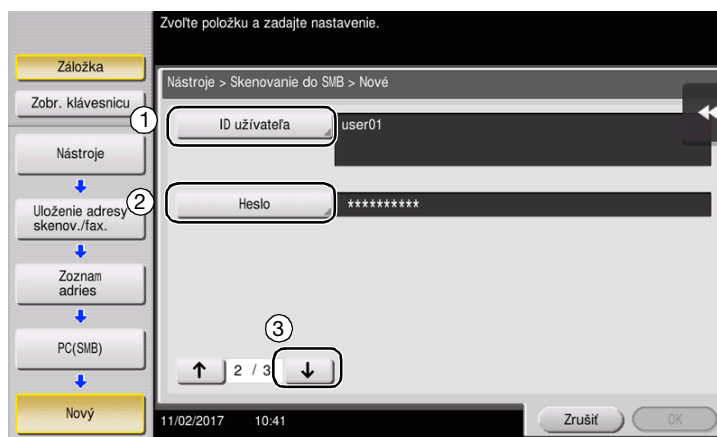 Zvoľte položku a zadajte nastavenie.
Záložka
Zobr. klávesnicu
Nástroje > Skenovanie do SMB > Nové
1
ID užívateľa
user01
Nástroje
2
Uloženie adresy
skenov./fax.
Heslo
**********
Zoznam
adries
3
PC(SMB)
↑ 2 / 3 ↓
Nový
11/02/2017 10:41
Zrušiť
OK